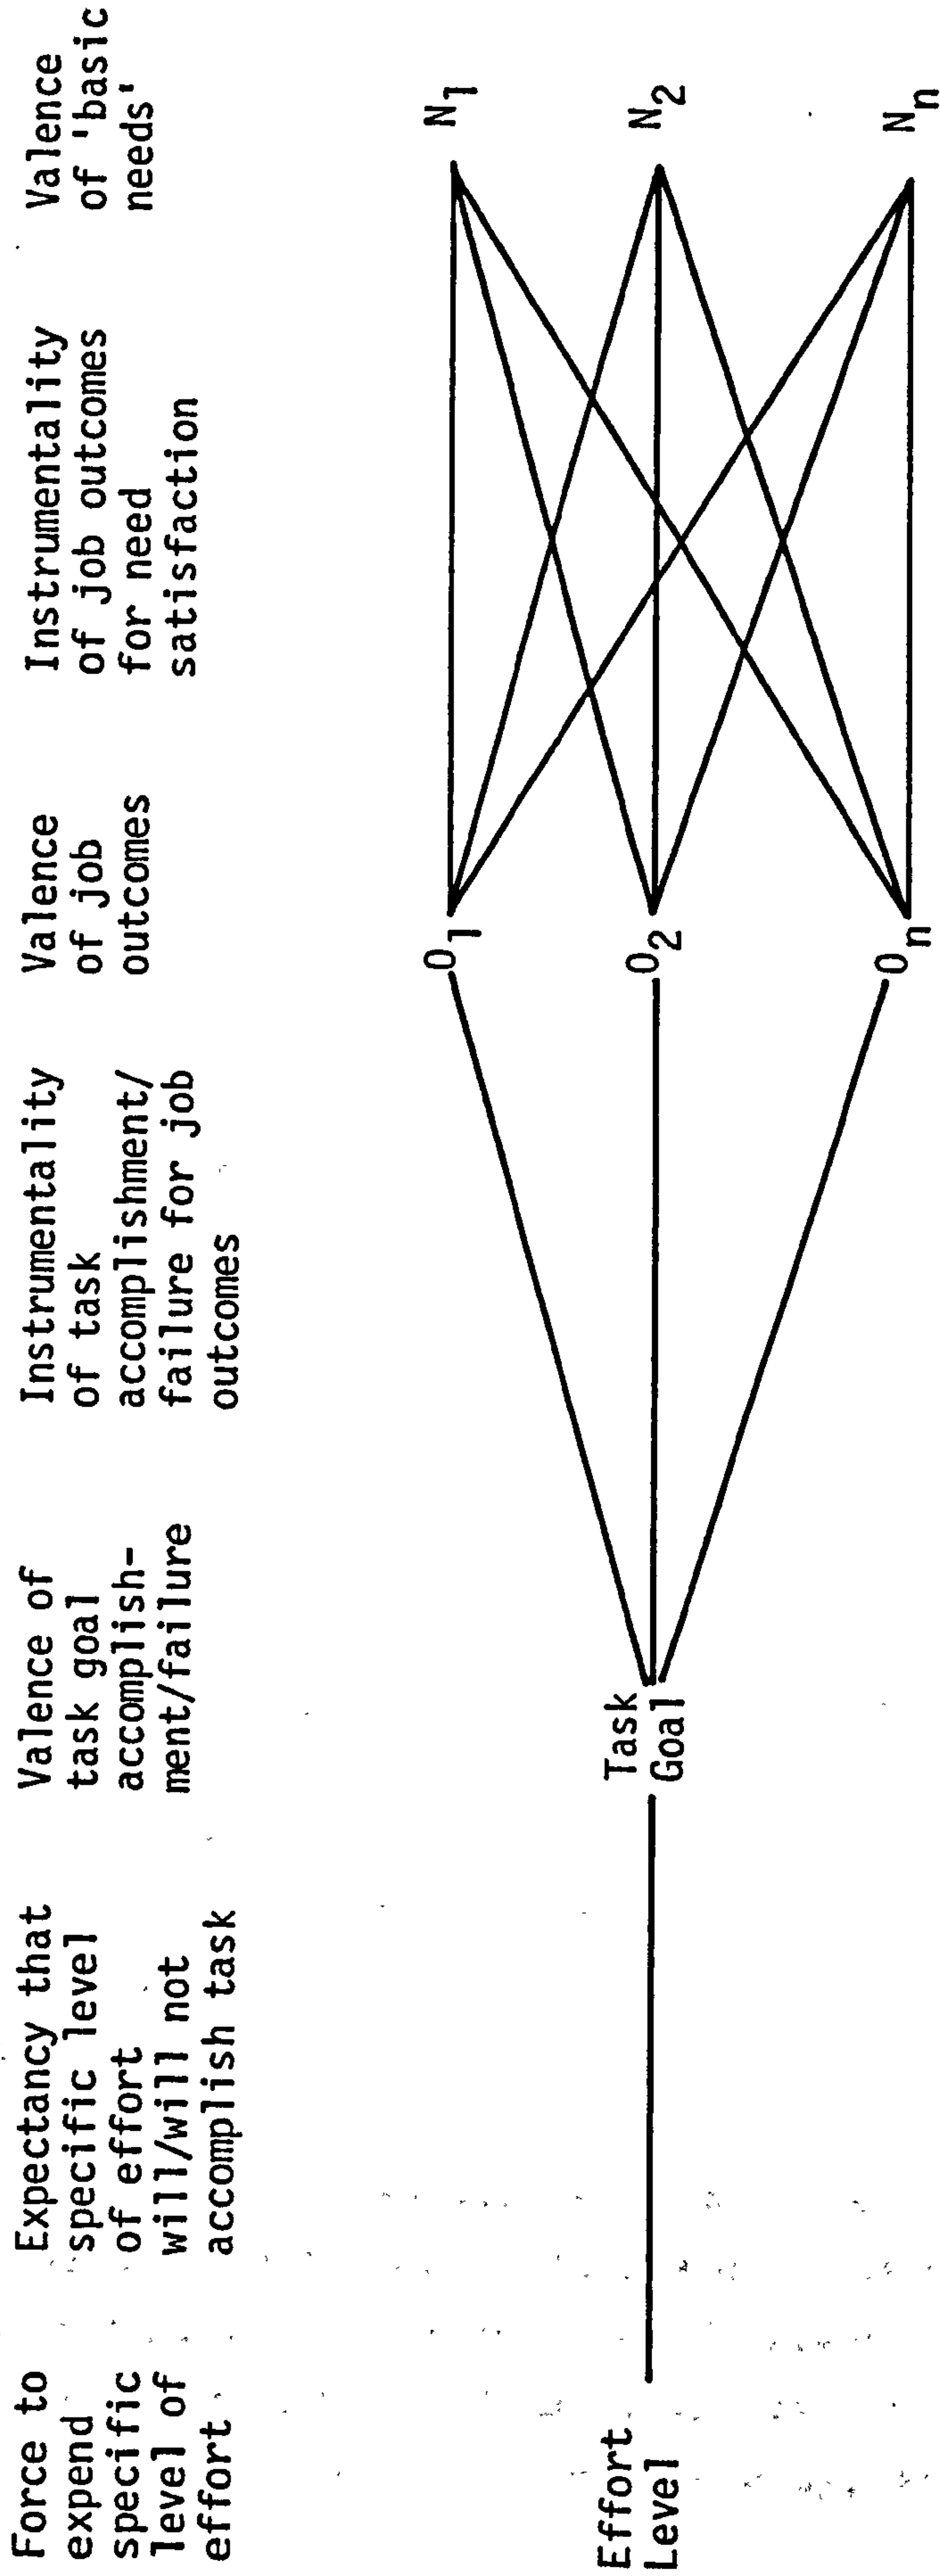 Force to
expend
specific
level of
effort
Expectancy that
specific level
of effort
will/will not
accomplish task
Valence of
task goal
accomplish-
ment/failure
Instrumentality
of task
accomplishment/
failure for job
outcomes
Valence
of job
outcomes
Instrumentality
of job outcomes
for need
satisfaction
Valence
of 'basic
needs'
Effort
Level
Task
Goal
O1
O2
On
N1
N2
Nn